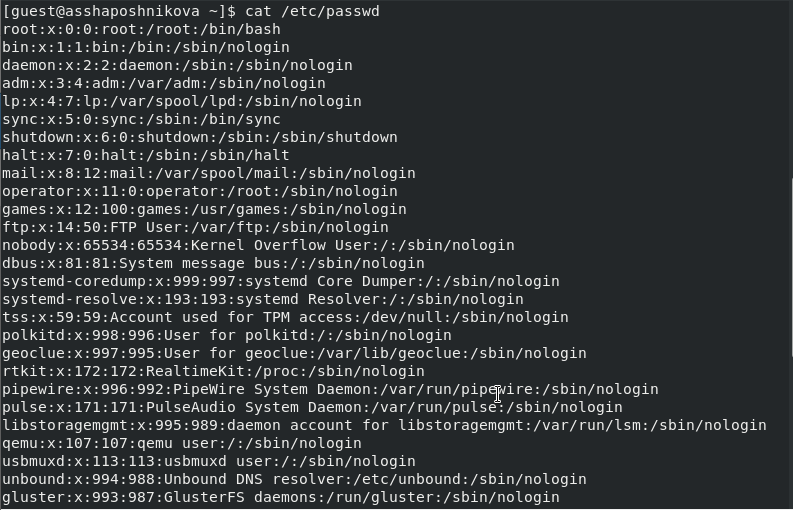 [guest@asshaposhnikova ~]$ cat /etc/passwd
root:x:0:0:root:/root:/bin/bash
bin:x:1:1:bin:/bin:/sbin/nologin
daemon:x:2:2:daemon:/sbin:/sbin/nologin
adm:x:3:4:adm:/var/adm:/sbin/nologin
lp:x:4:7:lp:/var/spool/lpd:/sbin/nologin
sync:x:5:0:sync:/sbin:/bin/sync
shutdown:x:6:0:shutdown:/sbin:/sbin/shutdown
halt:x:7:0:halt:/sbin:/sbin/halt
mail:x:8:12:mail:/var/spool/mail:/sbin/nologin
operator:x:11:0:operator:/root:/sbin/nologin
games:x:12:100:games:/usr/games:/sbin/nologin
ftp:x:14:50:FTP User:/var/ftp:/sbin/nologin
nobody:x:65534:65534:Kernel Overflow User:/:/sbin/nologin
dbus:x:81:81:System message bus:/:/sbin/nologin
systemd-coredump:x:999:997:systemd Core Dumper:/:/sbin/nologin
systemd-resolve:x:193:193:systemd Resolver:/:/sbin/nologin
tss:x:59:59:Account used for TPM access:/dev/null:/sbin/nologin
polkitd:x:998:996:User for polkitd:/:/sbin/nologin
geoclue:x:997:995:User for geoclue:/var/lib/geoclue:/sbin/nologin
rtkit:x:172:172:RealtimeKit:/proc:/sbin/nologin
pipewire:x:996:992:PipeWire System Daemon:/var/run/pipewire:/sbin/nologin
pulse:x:171:171:PulseAudio System Daemon:/var/run/pulse:/sbin/nologin
libstoragemgmt:x:995:989:daemon account for libstoragemgmt:/var/run/lsm:/sbin/nologin
qemu:x:107:107:qemu user:/:/sbin/nologin
usbmuxd:x:113:113:usbmuxd user:/:/sbin/nologin
unbound:x:994:988:Unbound DNS resolver:/etc/unbound:/sbin/nologin
gluster:x:993:987:GlusterFS daemons:/run/gluster:/sbin/nologin